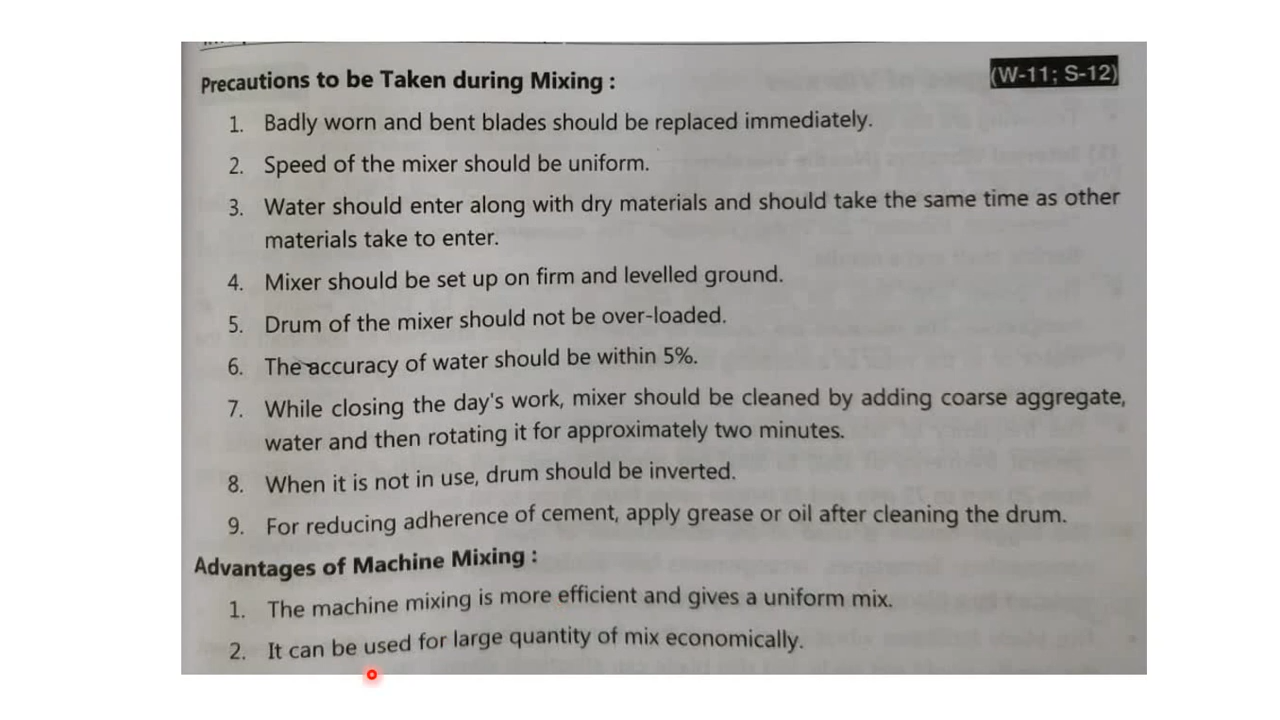 Precautions to be Taken during Mixing :
(W-11; S-12)
1. Badly worn and bent blades should be replaced immediately.
2. Speed of the mixer should be uniform.
3. Water should enter along with dry materials and should take the same time as other
materials take to enter.
4. Mixer should be set up on firm and levelled ground.
5. Drum of the mixer should not be over-loaded.
6. The accuracy of water should be within 5%.
7. While closing the day's work, mixer should be cleaned by adding coarse aggregate,
water and then rotating it for approximately two minutes.
8. When it is not in use, drum should be inverted.
9. For reducing adherence of cement, apply grease or oil after cleaning the drum.
Advantages of Machine Mixing :
1. The machine mixing is more efficient and gives a uniform mix.
2. It can be used for large quantity of mix economically.